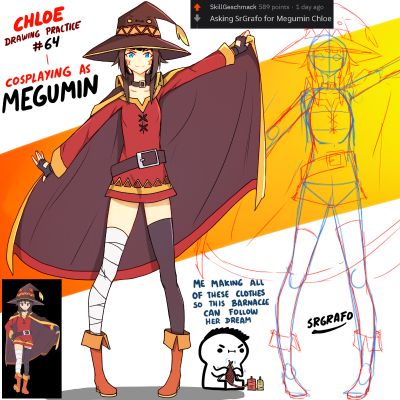 CHLOE
DRAWING PRACTICE
#64
COSPLAYING AS
MEGUMIN
SkillGeschmack 589 points · 1 day ago
Asking SrGrafo for Megumin Chloe
ME MAKING ALL
OF THESE CLOTHES
SO THIS BARNACLE
CAN FOLLOW
HER DREAM
SRGRAFO